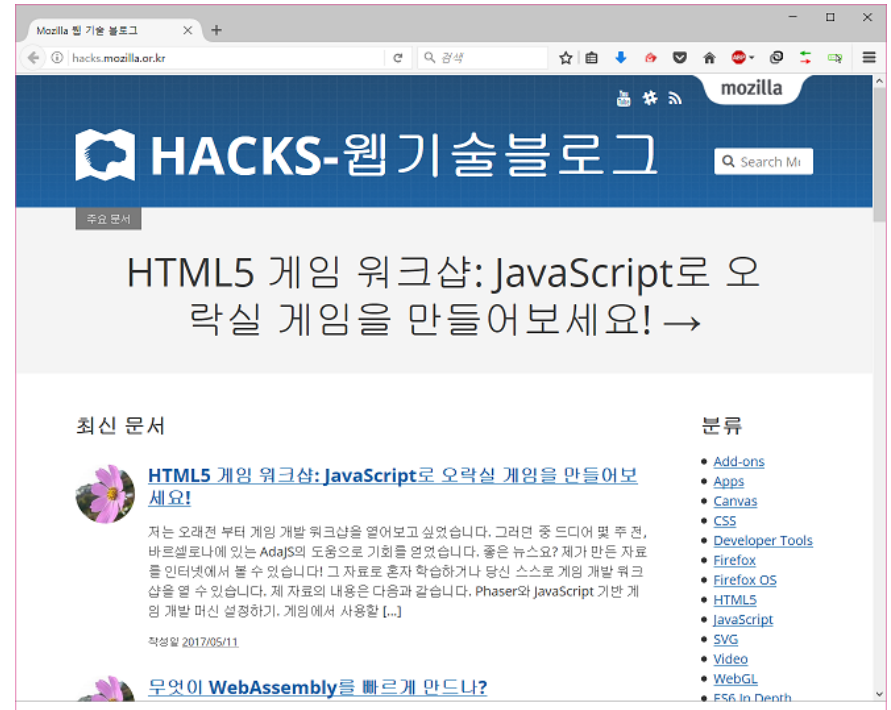 Mozilla 웹 기술 블로그
hacks.mozilla.or.kr
검색
ABP
You
Tube
mozilla
HACKS-웹기술블로그
Search Mo
주요 문서
HTML5 게임 워크샵: JavaScript로 오
락실 게임을 만들어보세요! →
최신 문서
HTML5 게임 워크샵: JavaScript로 오락실 게임을 만들어보
세요!
저는 오래전 부터 게임 개발 워크샵을 열어보고 싶었습니다. 그러던 중 드디어 몇 주 전,
바르셀로나에 있는 AdaJS의 도움으로 기회를 얻었습니다. 좋은 뉴스요? 제가 만든 자료
를 인터넷에서 볼 수 있습니다! 그 자료로 혼자 학습하거나 당신 스스로 게임 개발 워크
샵을 열 수 있습니다. 제 자료의 내용은 다음과 같습니다. Phaser와 JavaScript 기반 게
임 개발 머신 설정하기. 게임에서 사용할 [...]
작성일 2017/05/11
무엇이 WebAssembly를 빠르게 만드나?
분류
Add-ons
Apps
Canvas
CSS
Developer Tools
Firefox
Firefox OS
HTML5
JavaScript
SVG
Video
WebGL
ES6 In Depth